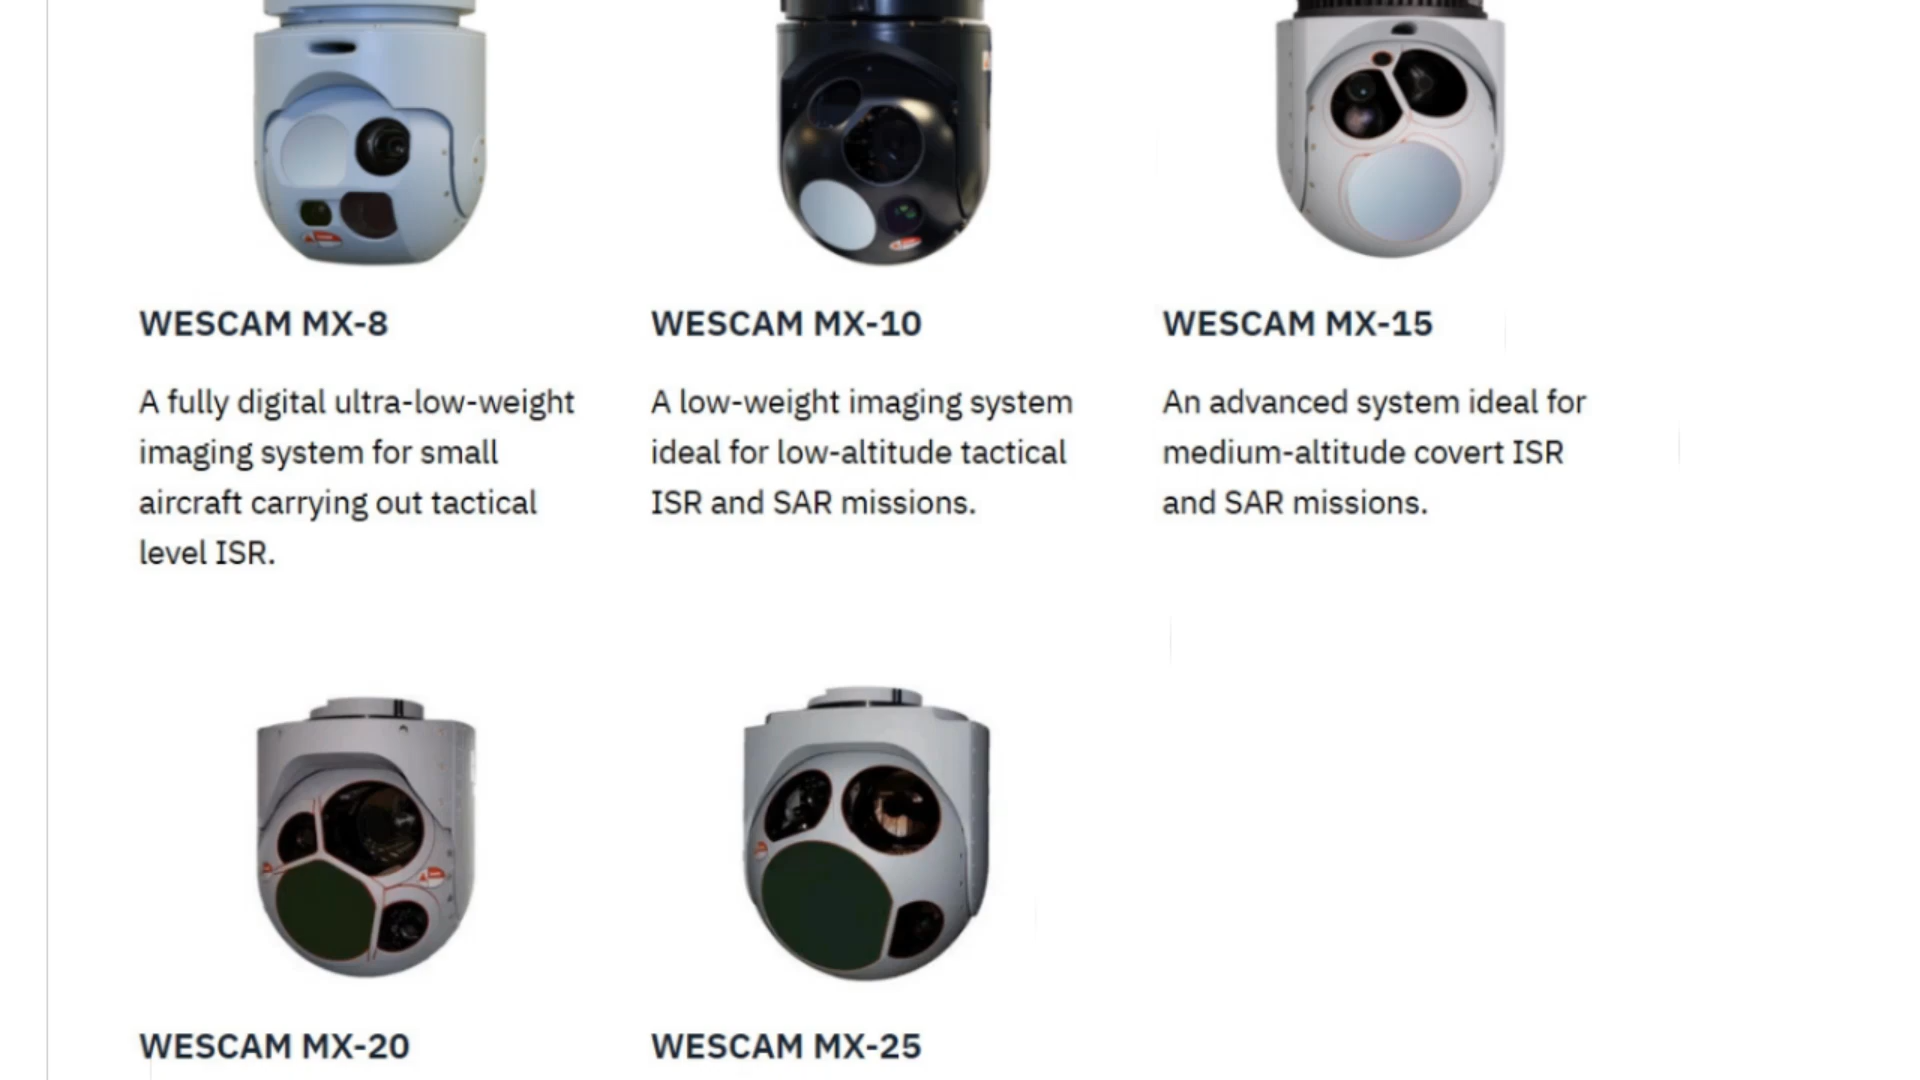 WESCAM MX-8
A fully digital ultra-low-weight
imaging system for small
aircraft carrying out tactical
level ISR.
WESCAM MX-10
A low-weight imaging system
ideal for low-altitude tactical
ISR and SAR missions.
WESCAM MX-15
An advanced system ideal for
medium-altitude covert ISR
and SAR missions.
WESCAM MX-20
WESCAM MX-25